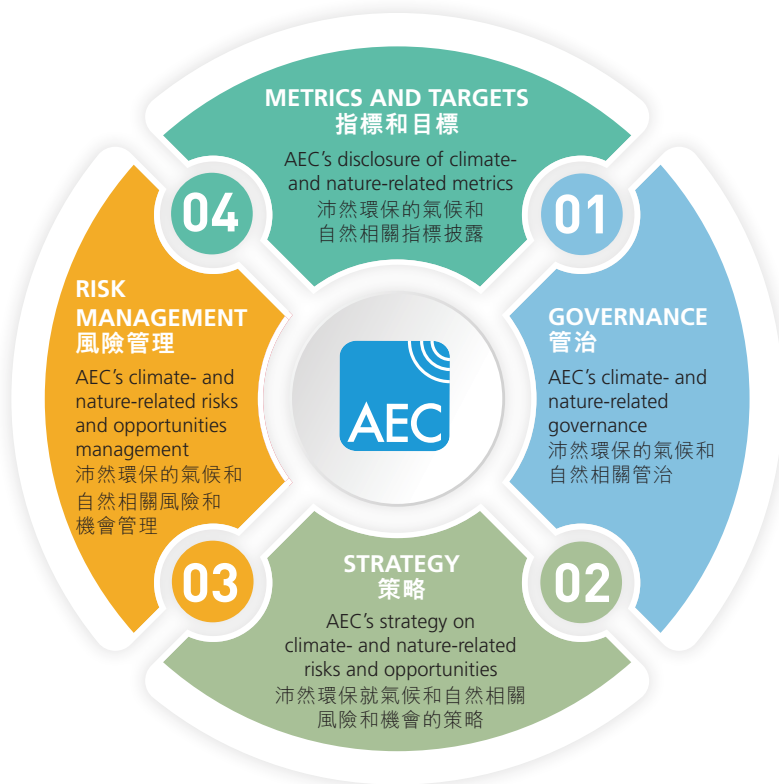 METRICS AND TARGETS
指標和目標
AEC's disclosure of climate-
and nature-related metrics
沛然環保的氣候和
自然相關指標披露
04
01
RISK
MANAGEMENT
風險管理
AEC's climate- and
nature-related risks
and opportunities
management
沛然環保的氣候和
自然相關風險和
機會管理
AEC
GOVERNANCE
管治
AEC's climate- and
nature-related
governance
沛然環保的氣候和
自然相關管治
03
02
STRATEGY
策略
AEC's strategy on
climate- and nature-related
risks and opportunities
沛然環保就氣候和自然相關
風險和機會的策略